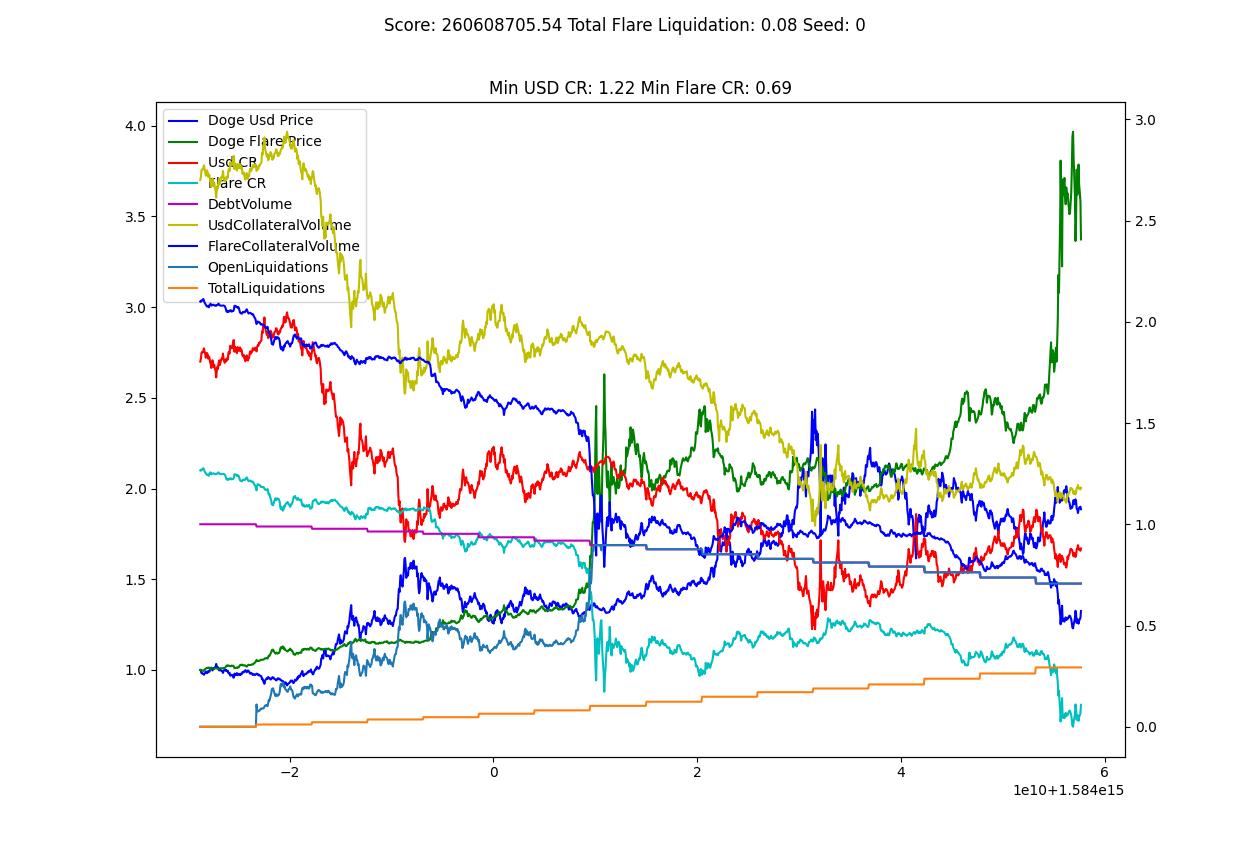 Score: 260608705.54 Total Flare Liquidation: 0.08 Seed: 0
Min USD CR: 1.22 Min Flare CR: 0.69
Doge Usd Price
Doge Flare Price
Usd CR
Flare CR
DebtVolume
UsdCollateralVolume
FlareCollateralVolume
OpenLiquidations
TotalLiquidations
4.0
3.5
3.0
2.5
2.0
1.5
1.0
3.0
2.5
2.0
1.5
1.0
0.5
0.0
−2
0
2
4
6
1e10+1.584e15